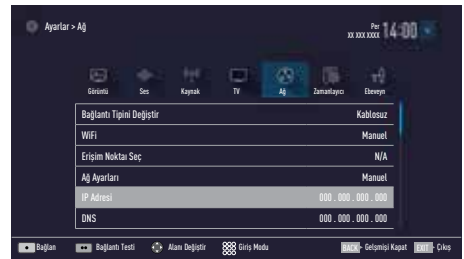 Ayarlar > Ağ
Per
xx xxx xxxx 14:00
Görüntü Ses Kaynak TV Ağ Zamanlayıcı Ebeveyn
Bağlantı Tipini Değiştir Kablosuz
WiFi Manuel
Erişim Noktaı Seç N/A
Ağ Ayarları Manuel
IP Adresi 000 . 000 . 000 . 000
DNS 000 . 000 . 000 . 000
Bağlan Bağlantı Testi Alanı Değiştir Giriş Modu BACK - Gelşmişi Kapat EXIT - Çıkış